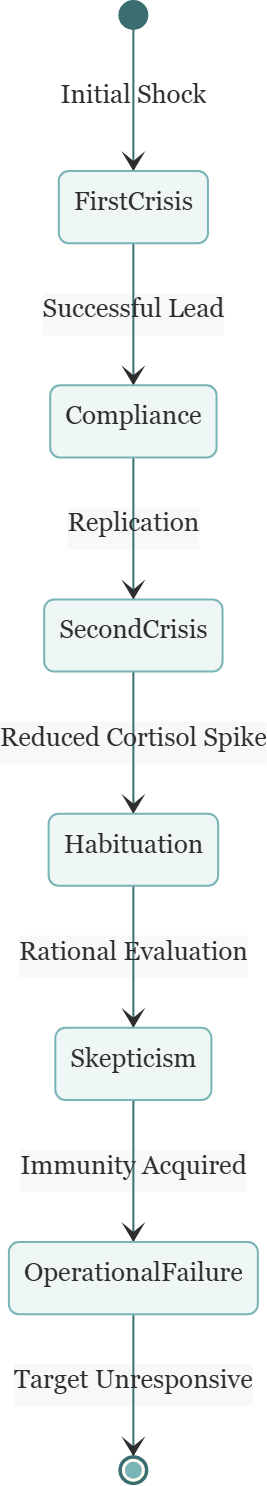 Initial Shock
FirstCrisis
Successful Lead
Compliance
Replication
SecondCrisis
Reduced Cortisol Spike
Habituation
Rational Evaluation
Skepticism
Immunity Acquired
OperationalFailure
Target Unresponsive